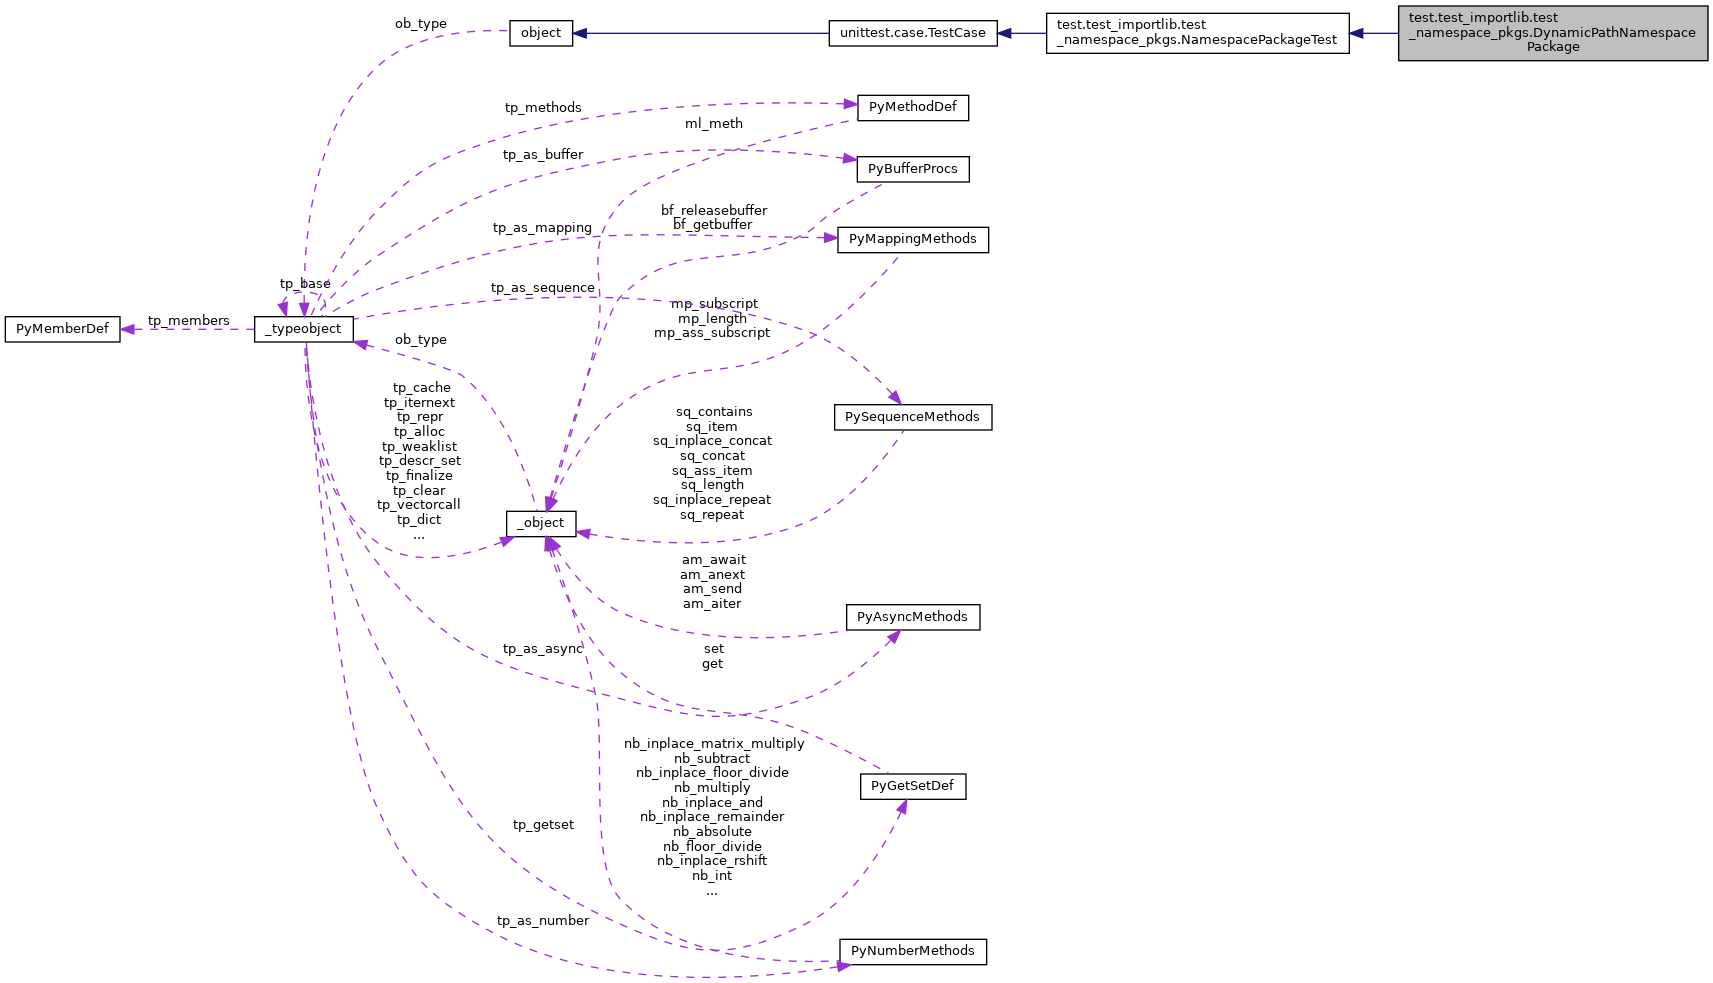 ob_type
object
unittest.case.TestCase
test.test_importlib.test
_namespace_pkgs.NamespacePackageTest
test.test_importlib.test
_namespace_pkgs.DynamicPathNamespace
Package
tp_methods
PyMethodDef
ml_meth
tp_as_buffer
PyBufferProcs
bf_releasebuffer
bf_getbuffer
tp_as_mapping
PyMappingMethods
tp_base
tp_as_sequence
mp_subscript
mp_length
mp_ass_subscript
PyMemberDef
tp_members
_typeobject
ob_type
tp_cache
tp_iternext
tp_repr
tp_alloc
tp_weaklist
tp_descr_set
tp_finalize
tp_clear
tp_vectorcall
tp_dict
...
sq_contains
sq_item
sq_inplace_concat
sq_concat
sq_ass_item
sq_length
sq_inplace_repeat
sq_repeat
PySequenceMethods
_object
am_await
am_anext
am_send
am_aiter
PyAsyncMethods
tp_as_async
set
get
nb_inplace_matrix_multiply
nb_subtract
nb_inplace_floor_divide
nb_multiply
nb_inplace_and
nb_inplace_remainder
nb_absolute
nb_floor_divide
nb_inplace_rshift
nb_int
...
PyGetSetDef
tp_getset
tp_as_number
PyNumberMethods